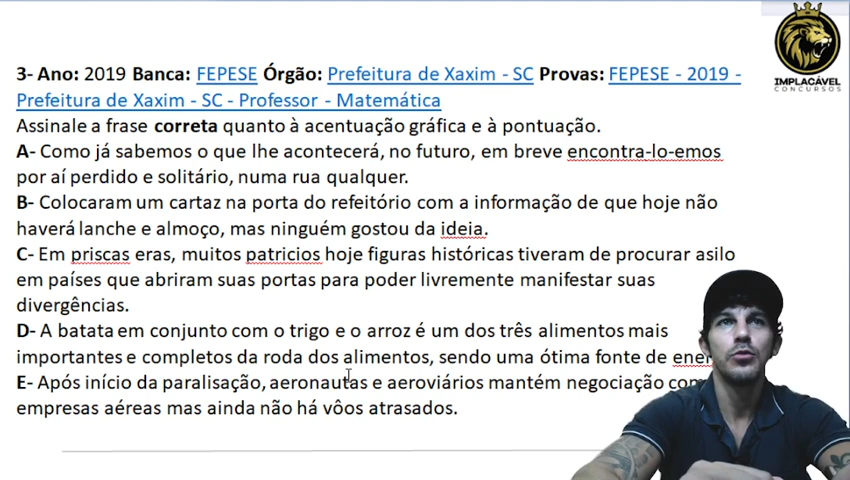 IMPLACÁVEL
CONCURSOS
3- Ano: 2019 Banca: FEPESE Órgão: Prefeitura de Xaxim - SC Provas: FEPESE - 2019 -
Prefeitura de Xaxim - SC - Professor - Matemática
Assinale a frase correta quanto à acentuação gráfica e à pontuação.
A- Como já sabemos o que lhe acontecerá, no futuro, em breve encontra-lo-emos
por aí perdido e solitário, numa rua qualquer.
B- Colocaram um cartaz na porta do refeitório com a informação de que hoje não
haverá lanche e almoço, mas ninguém gostou da ideia.
C- Em priscas eras, muitos patricios hoje figuras históricas tiveram de procurar asilo
em países que abriram suas portas para poder livremente manifestar suas
divergências.
D- A batata em conjunto com o trigo e o arroz é um dos três alimentos mais
importantes e completos da roda dos alimentos, sendo uma ótima fonte de
E- Após início da paralisação, aeronautas e aeroviários mantém negociação
empresas aéreas mas ainda não há vôos atrasados.